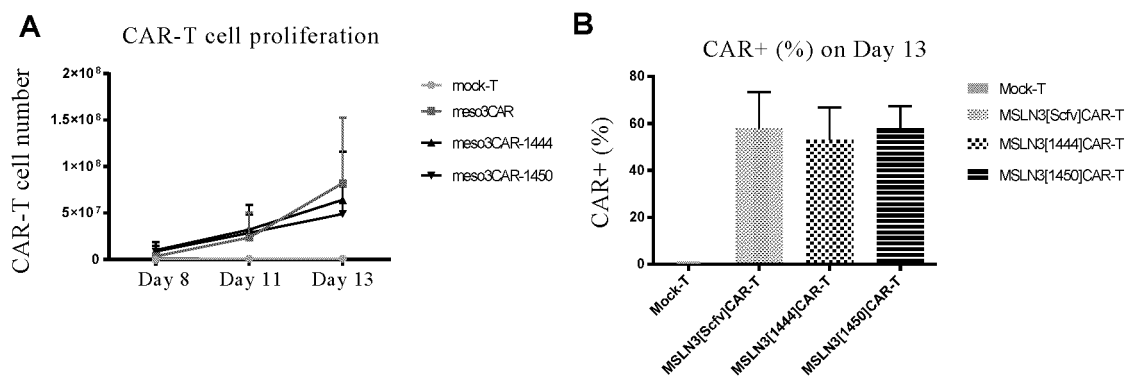 A
CAR-T cell proliferation
CAR-T cell number
2×10⁸
1.5×10⁸
1×10⁸
5×10⁷
0
Day 8
Day 11
Day 13
mock-T
meso3CAR
meso3CAR-1444
meso3CAR-1450
B
CAR+ (%) on Day 13
CAR+ (%)
80
60
40
20
0
Mock-T
MSLN3[Scfv]CAR-T
MSLN3[1444]CAR-T
MSLN3[1450]CAR-T
Mock-T
MSLN3[Scfv]CAR-T
MSLN3[1444]CAR-T
MSLN3[1450]CAR-T